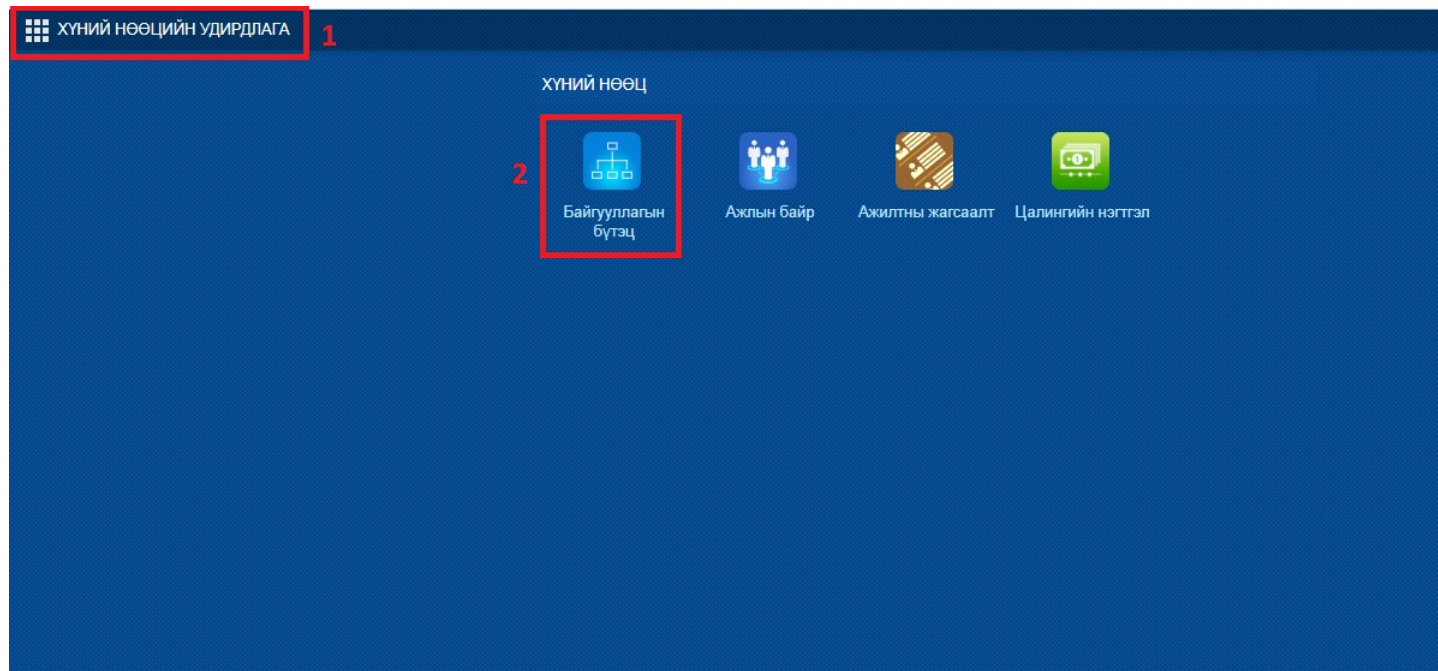 ХҮНИЙ НӨӨЦИЙН УДИРДЛАГА 1
ХҮНИЙ НӨӨЦ
2
Байгууллагын
бүтэц
Ажлын байр
Ажилтны жагсаалт
Цалингийн нэгтгэл